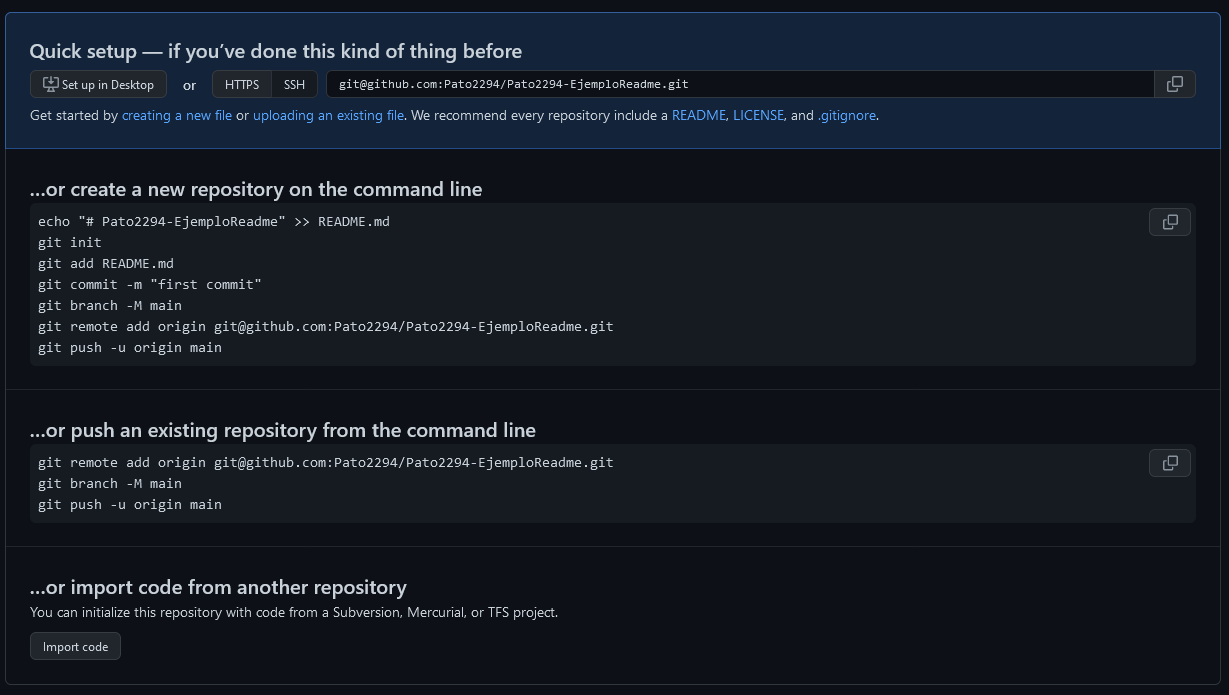 Quick setup — if you’ve done this kind of thing before
Set up in Desktop or HTTPS SSH git@github.com:Pato2294/Pato2294-EjemploReadme.git
Get started by creating a new file or uploading an existing file. We recommend every repository include a README, LICENSE, and .gitignore.
…or create a new repository on the command line
echo "# Pato2294-EjemploReadme" >> README.md
git init
git add README.md
git commit -m "first commit"
git branch -M main
git remote add origin git@github.com:Pato2294/Pato2294-EjemploReadme.git
git push -u origin main
…or push an existing repository from the command line
git remote add origin git@github.com:Pato2294/Pato2294-EjemploReadme.git
git branch -M main
git push -u origin main
…or import code from another repository
You can initialize this repository with code from a Subversion, Mercurial, or TFS project.
Import code